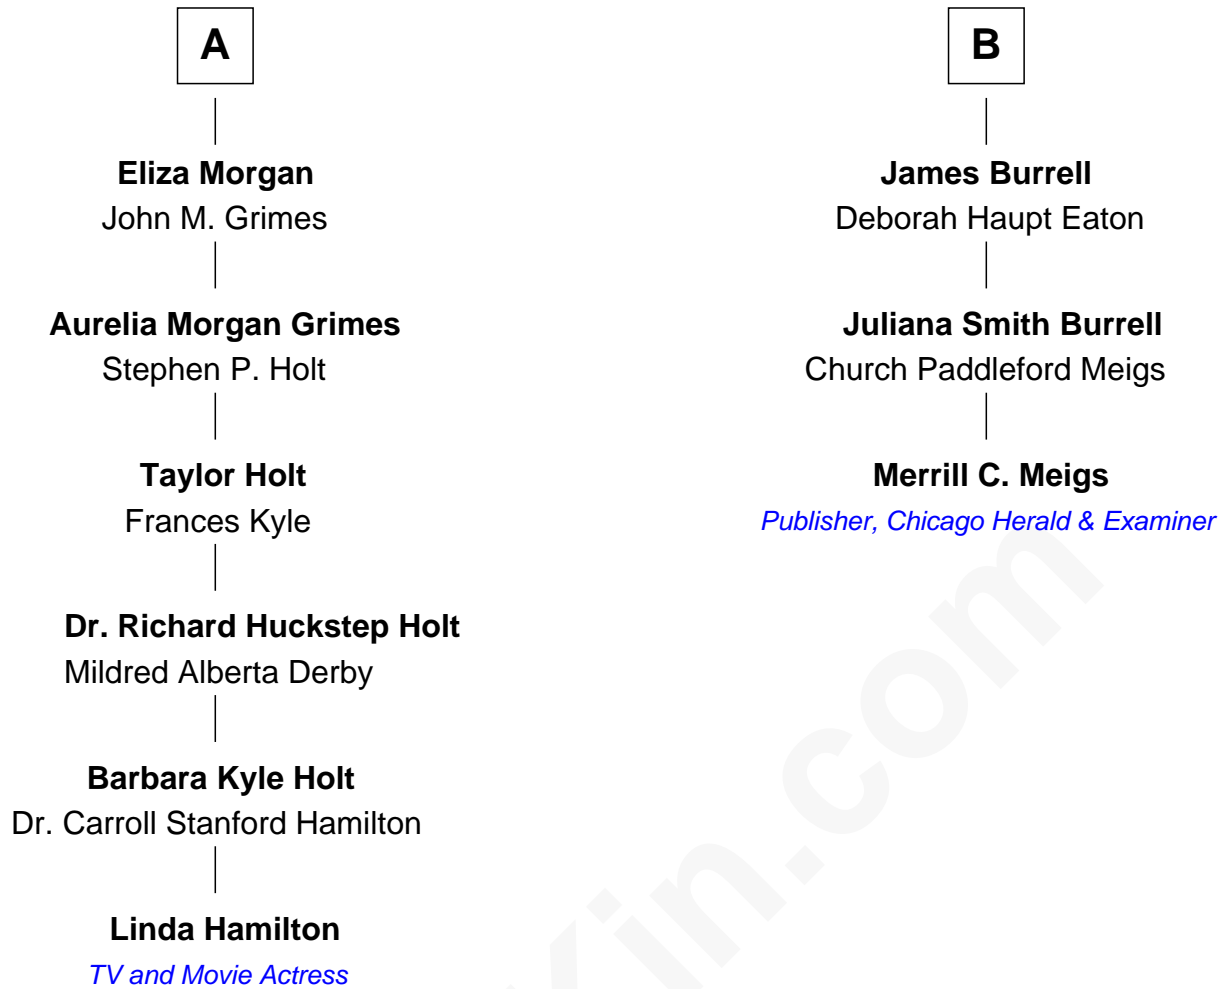 A
Eliza Morgan
John M. Grimes
Aurelia Morgan Grimes
Stephen P. Holt
Taylor Holt
Frances Kyle
Dr. Richard Huckstep Holt
Mildred Alberta Derby
Barbara Kyle Holt
Dr. Carroll Stanford Hamilton
Linda Hamilton
TV and Movie Actress
B
James Burrell
Deborah Haupt Eaton
Juliana Smith Burrell
Church Paddleford Meigs
Merrill C. Meigs
Publisher, Chicago Herald & Examiner
Kin.com